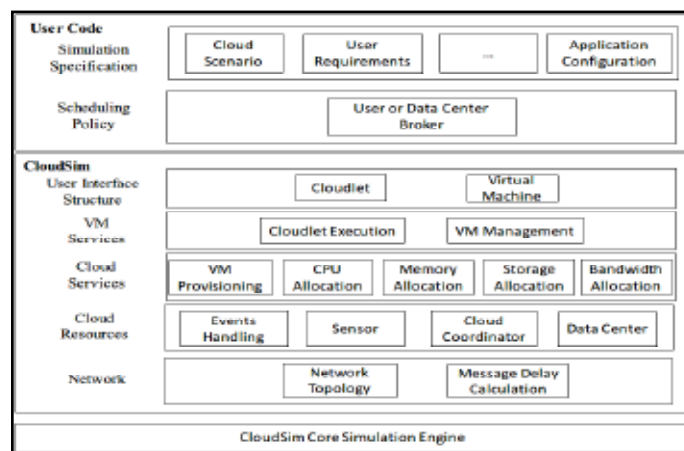 User Code
Simulation
Specification
Cloud
Scenario
User
Requirements
...
Application
Configuration
Scheduling
Policy
User or Data Center
Broker
CloudSim
User Interface
Structure
Cloudlet
Virtual
Machine
VM
Services
Cloudlet Execution
VM Management
Cloud
Services
VM
Provisioning
CPU
Allocation
Memory
Allocation
Storage
Allocation
Bandwidth
Allocation
Cloud
Resources
Events
Handling
Sensor
Cloud
Coordinator
Data Center
Network
Network
Topology
Message Delay
Calculation
CloudSim Core Simulation Engine